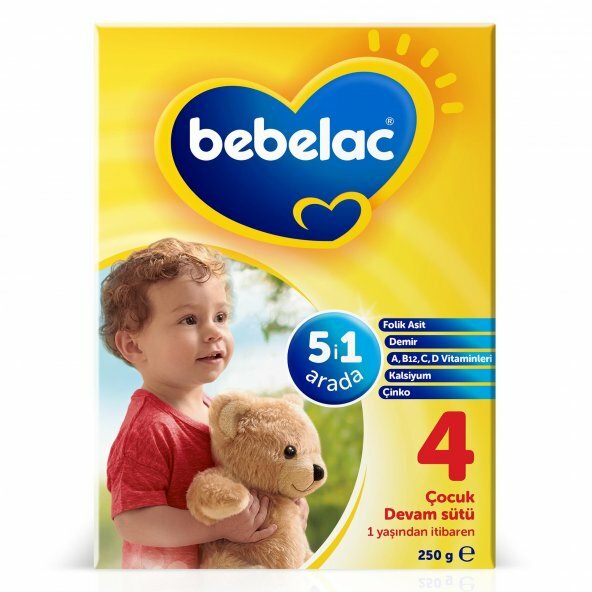 bebelac®
5i1
arada
Folik Asit
Demir
A, B12, C, D Vitaminleri
Kalsiyum
Çinko
4
Çocuk
Devam sütü
1 yaşından itibaren
250 g ℮